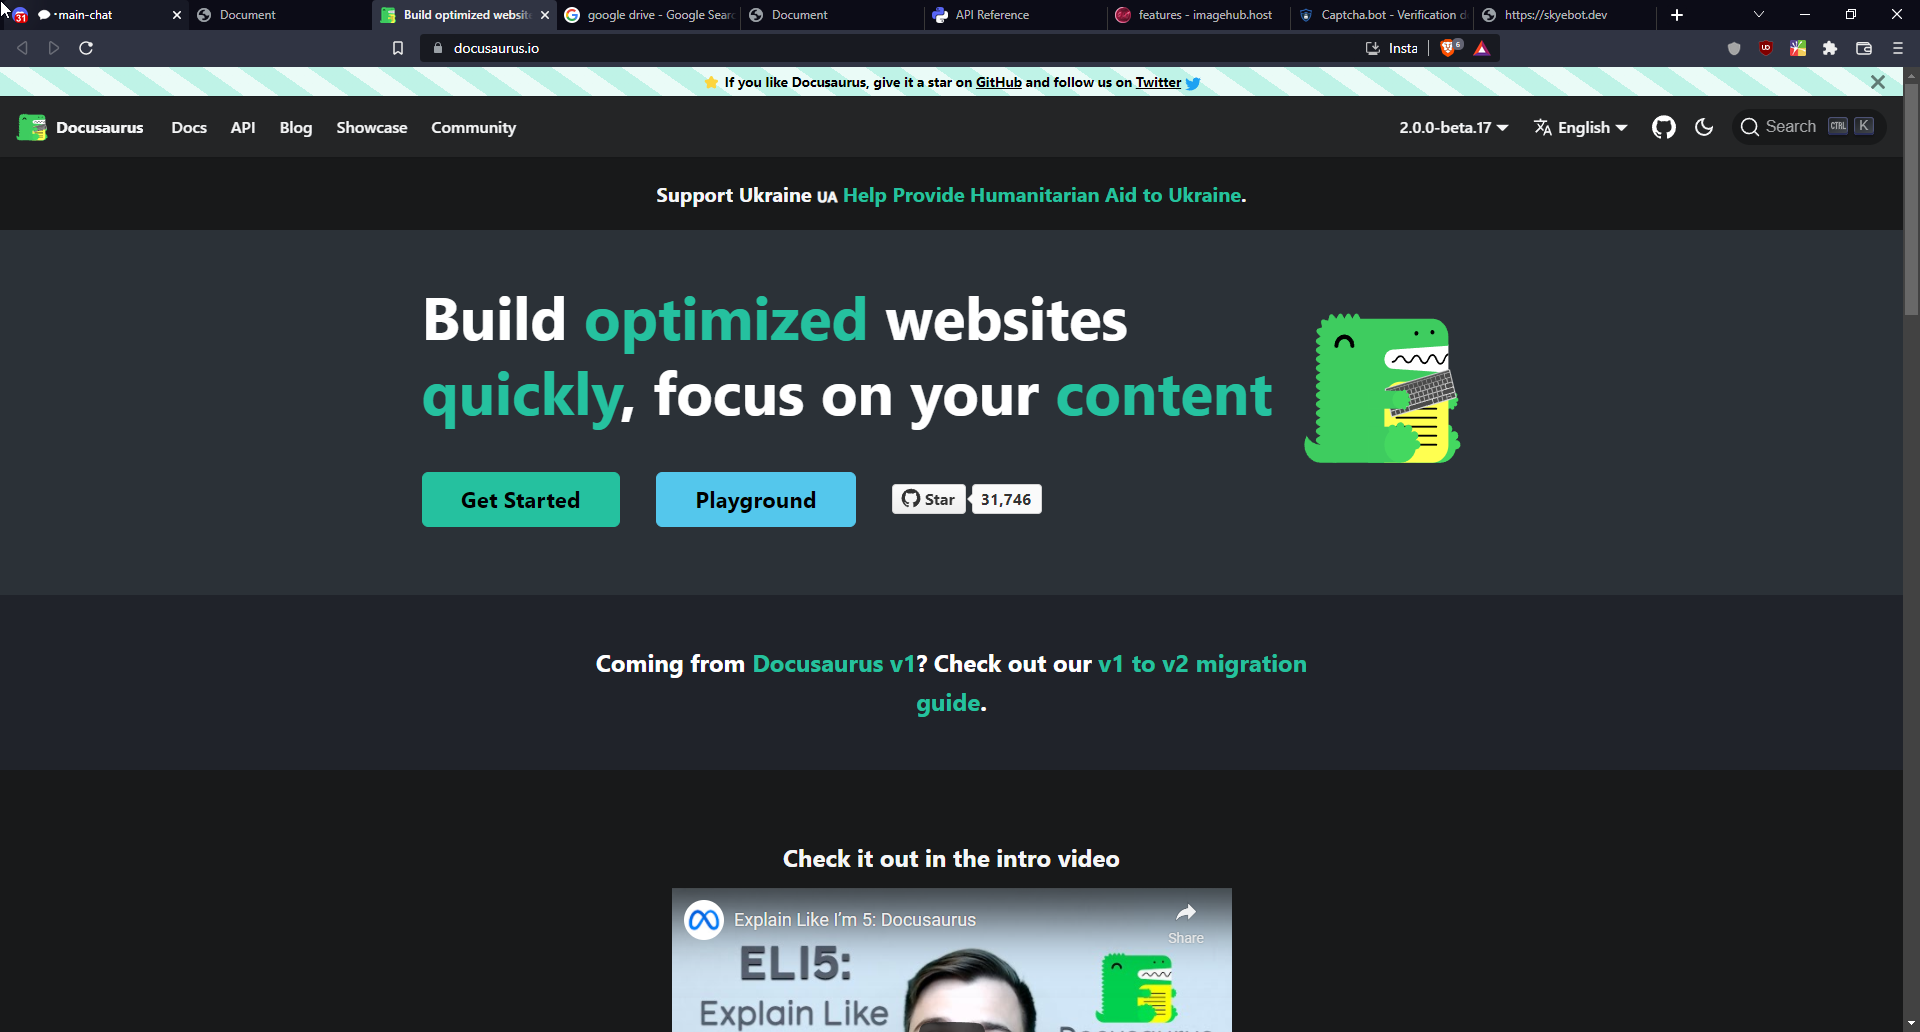 31 main-chat
Document
Build optimized websit
google drive - Google Sear
Document
API Reference
features - imagehub.host
Captcha.bot - Verification d
https://skyebot.dev
docusaurus.io
Insta
6
⭐ If you like Docusaurus, give it a star on GitHub and follow us on Twitter
Docusaurus Docs API Blog Showcase Community
2.0.0-beta.17 English Search CTRL K
Support Ukraine UA Help Provide Humanitarian Aid to Ukraine.
Build optimized websites
quickly, focus on your content
Get Started Playground Star 31,746
Coming from Docusaurus v1? Check out our v1 to v2 migration
guide.
Check it out in the intro video
Explain Like I'm 5: Docusaurus
Share
ELI5:
Explain Like
Docusaurus